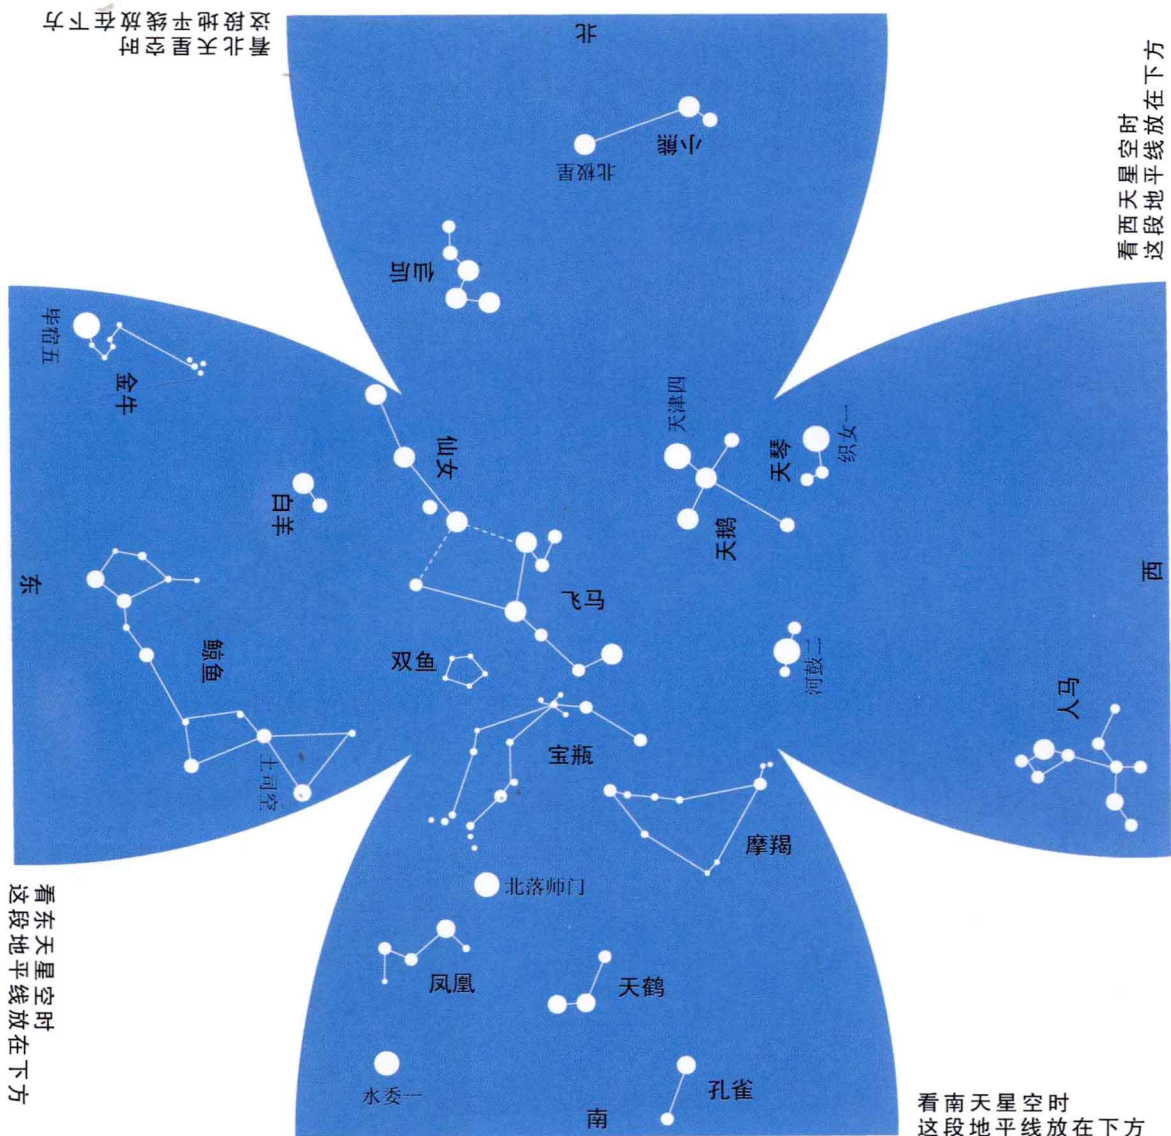 看北天星空时
这段地平线放在下方
北
小熊
北极星
仙后
看西天星空时
这段地平线放在下方
毕宿五
金牛
仙女
白羊
天津四
天琴
织女一
天鹅
东
西
飞马
鲸鱼
双鱼
河鼓二
人马
宝瓶
土司空
摩羯
北落师门
凤凰
天鹤
水委一
孔雀
南
看东天星空时
这段地平线放在下方
看南天星空时
这段地平线放在下方